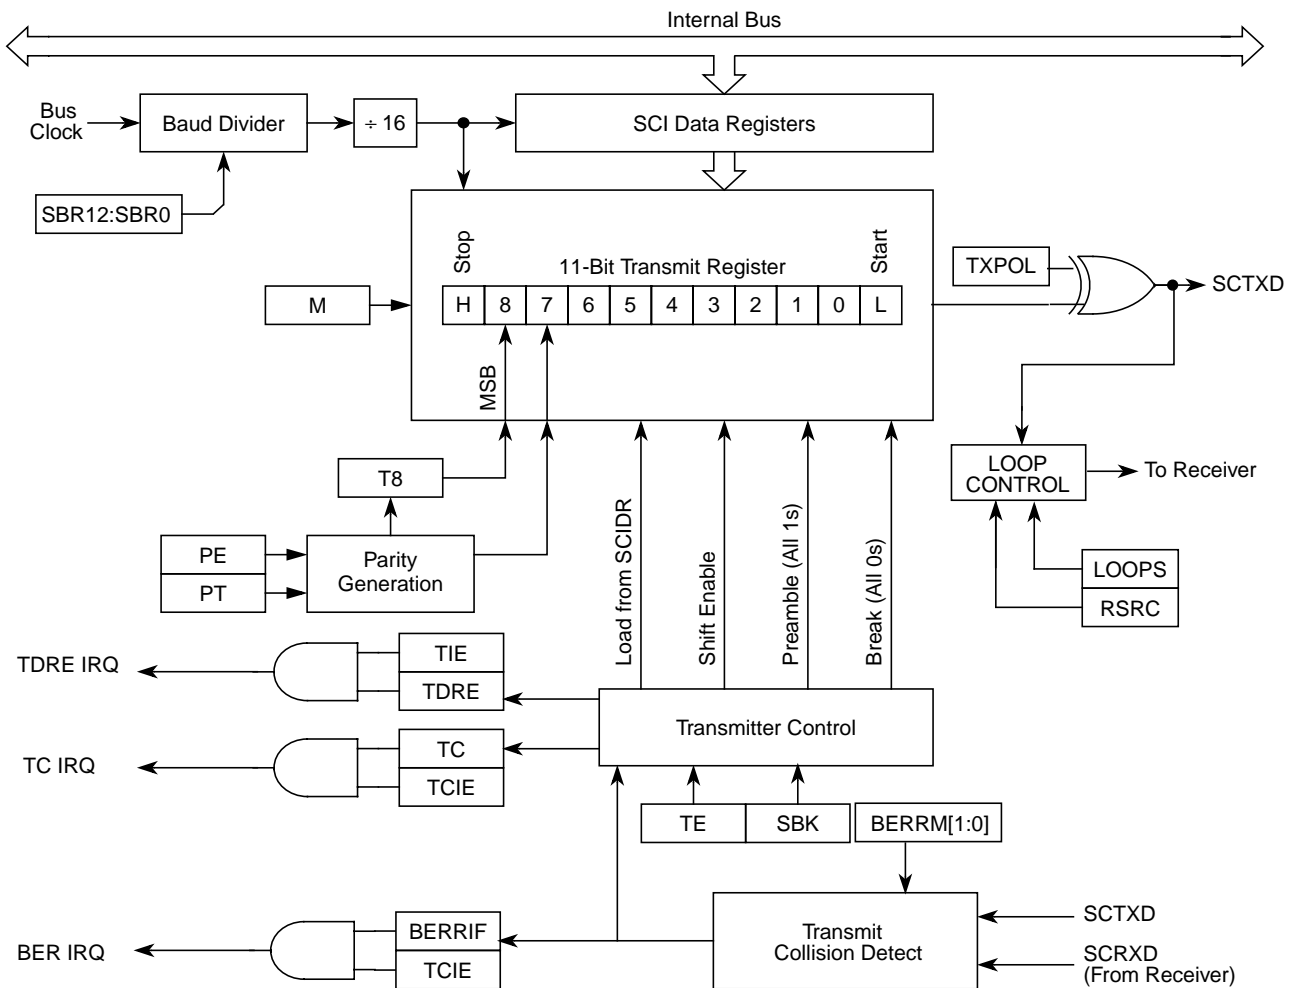 Internal Bus
Bus
Clock
Baud Divider
÷ 16
SCI Data Registers
SBR12:SBR0
Stop
11-Bit Transmit Register
Start
TXPOL
SCTXD
M
H 8 7 6 5 4 3 2 1 0 L
MSB
T8
LOOP
CONTROL
To Receiver
PE
PT
Parity
Generation
Load from SCIDR
Shift Enable
Preamble (All 1s)
Break (All 0s)
LOOPS
RSRC
TDRE IRQ
TIE
TDRE
Transmitter Control
TC IRQ
TC
TCIE
TE
SBK
BERRM[1:0]
BER IRQ
BERRIF
TCIE
Transmit
Collision Detect
SCTXD
SCRXD
(From Receiver)